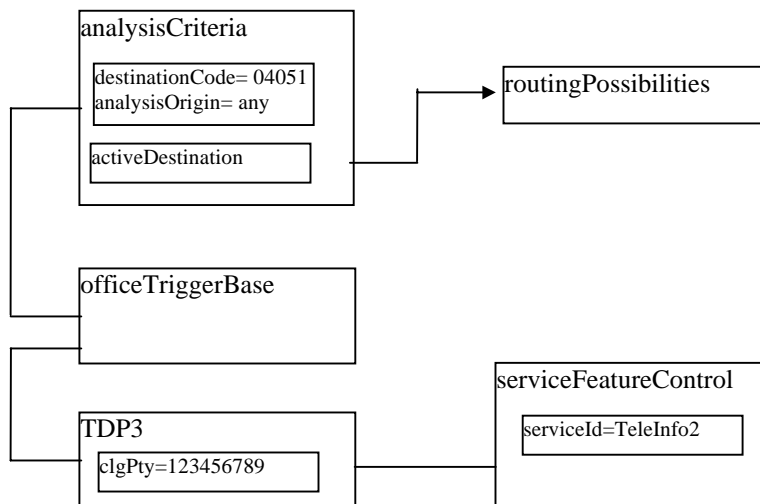 analysisCriteria
destinationCode= 04051
analysisOrigin= any
activeDestination
routingPossibilities
officeTriggerBase
serviceFeatureControl
serviceId=TeleInfo2
TDP3
clgPty=123456789